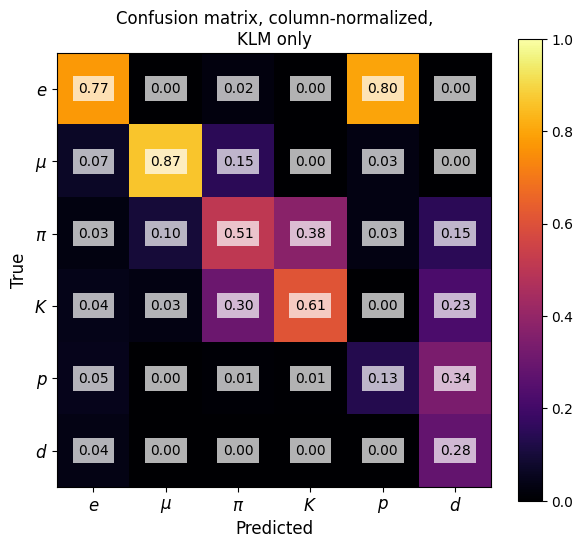 Confusion matrix, column-normalized,
KLM only
True
e 0.77 0.00 0.02 0.00 0.80 0.00
μ 0.07 0.87 0.15 0.00 0.03 0.00
π 0.03 0.10 0.51 0.38 0.03 0.15
K 0.04 0.03 0.30 0.61 0.00 0.23
p 0.05 0.00 0.01 0.01 0.13 0.34
d 0.04 0.00 0.00 0.00 0.00 0.28
e μ π K p d
Predicted
1.0
0.8
0.6
0.4
0.2
0.0